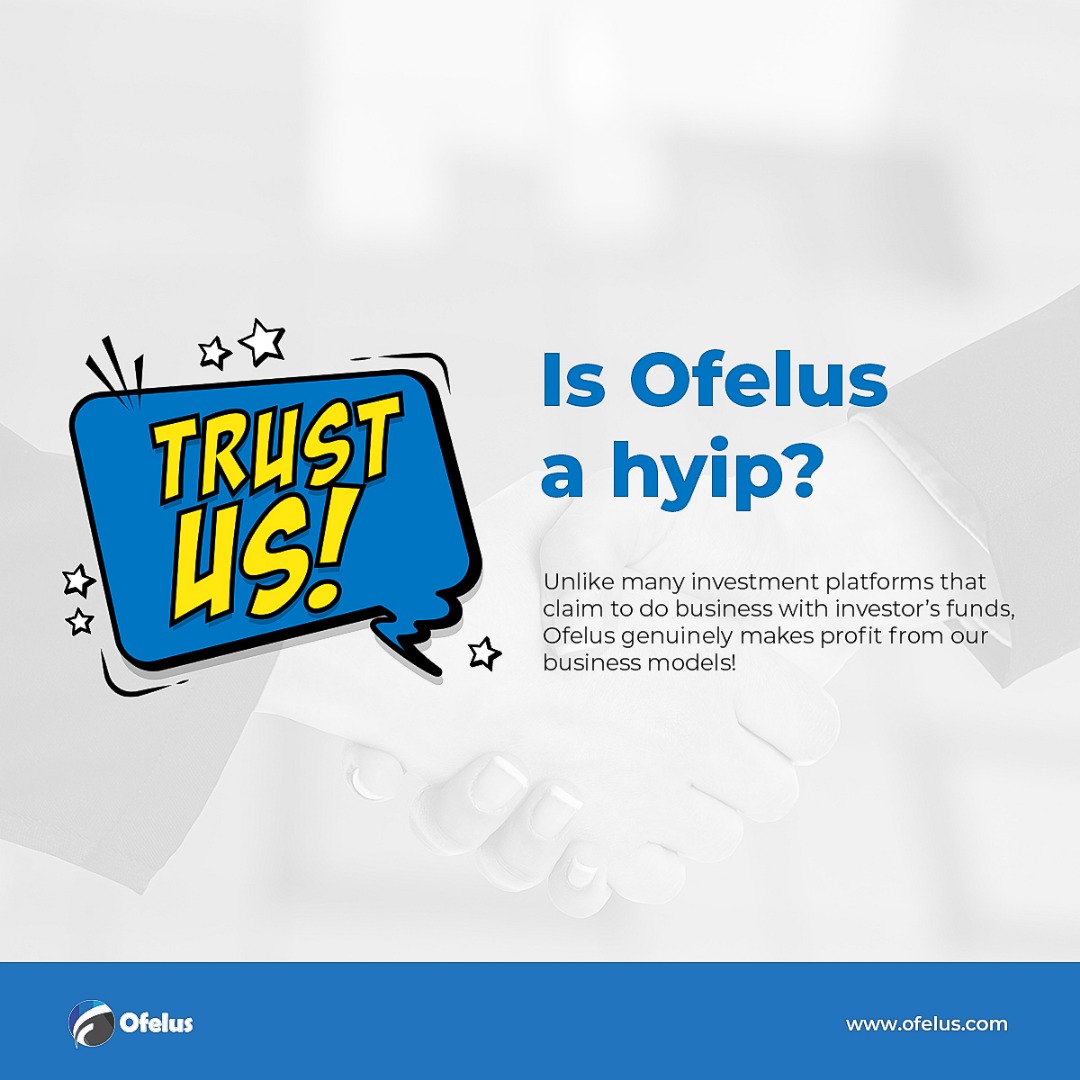 TRUST
US!
Is Ofelus
a hyip?
Unlike many investment platforms that
claim to do business with investor’s funds,
Ofelus genuinely makes profit from our
business models!
Ofelus
www.ofelus.com